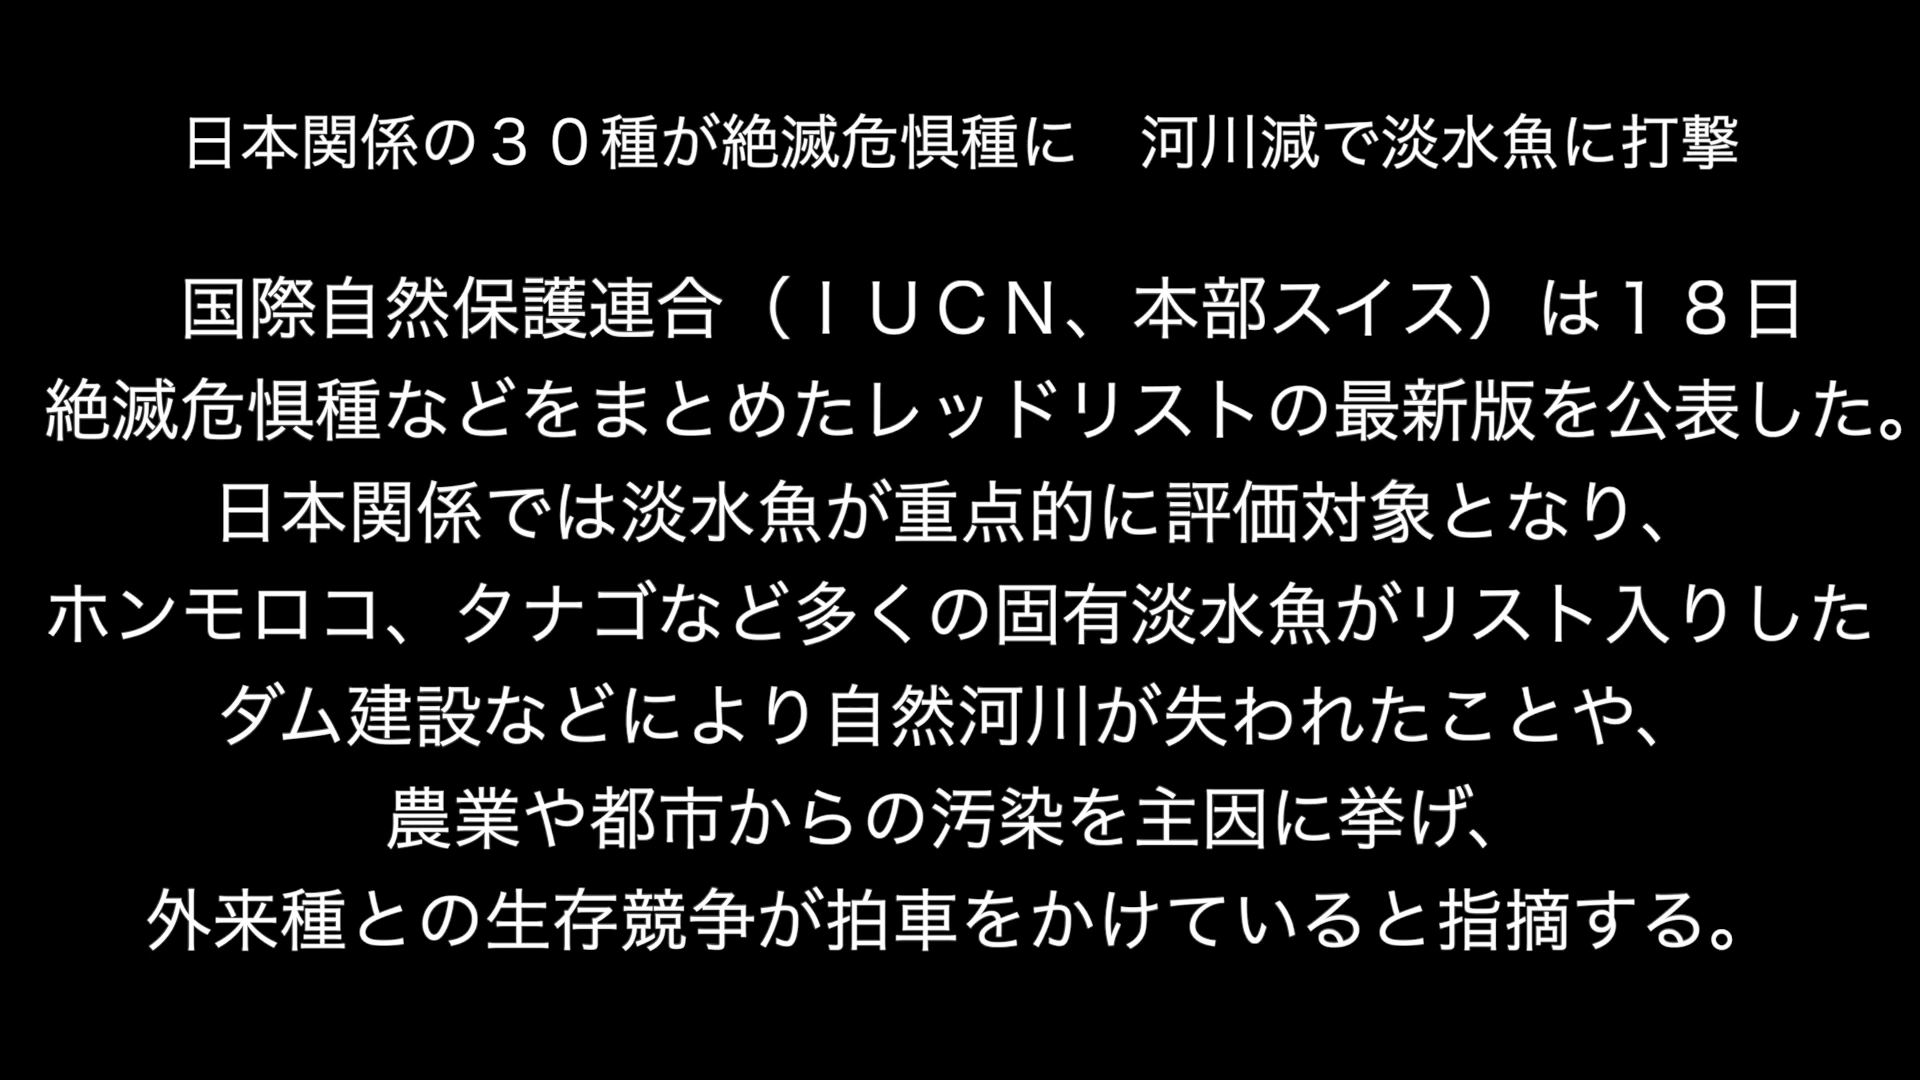 日本関係の３０種が絶滅危惧種に　河川減で淡水魚に打撃
国際自然保護連合（ＩＵＣＮ、本部スイス）は１８日
絶滅危惧種などをまとめたレッドリストの最新版を公表した。
日本関係では淡水魚が重点的に評価対象となり、
ホンモロコ、タナゴなど多くの固有淡水魚がリスト入りした
ダム建設などにより自然河川が失われたことや、
農業や都市からの汚染を主因に挙げ、
外来種との生存競争が拍車をかけていると指摘する。